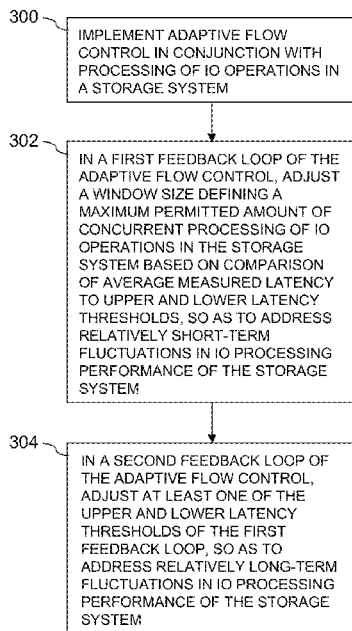 300
IMPLEMENT ADAPTIVE FLOW
CONTROL IN CONJUNCTION WITH
PROCESSING OF IO OPERATIONS IN
A STORAGE SYSTEM
302
IN A FIRST FEEDBACK LOOP OF THE
ADAPTIVE FLOW CONTROL, ADJUST
A WINDOW SIZE DEFINING A
MAXIMUM PERMITTED AMOUNT OF
CONCURRENT PROCESSING OF IO
OPERATIONS IN THE STORAGE
SYSTEM BASED ON COMPARISON
OF AVERAGE MEASURED LATENCY
TO UPPER AND LOWER LATENCY
THRESHOLDS, SO AS TO ADDRESS
RELATIVELY SHORT-TERM
FLUCTUATIONS IN IO PROCESSING
PERFORMANCE OF THE STORAGE
SYSTEM
304
IN A SECOND FEEDBACK LOOP OF
THE ADAPTIVE FLOW CONTROL,
ADJUST AT LEAST ONE OF THE
UPPER AND LOWER LATENCY
THRESHOLDS OF THE FIRST
FEEDBACK LOOP, SO AS TO
ADDRESS RELATIVELY LONG-TERM
FLUCTUATIONS IN IO PROCESSING
PERFORMANCE OF THE STORAGE
SYSTEM